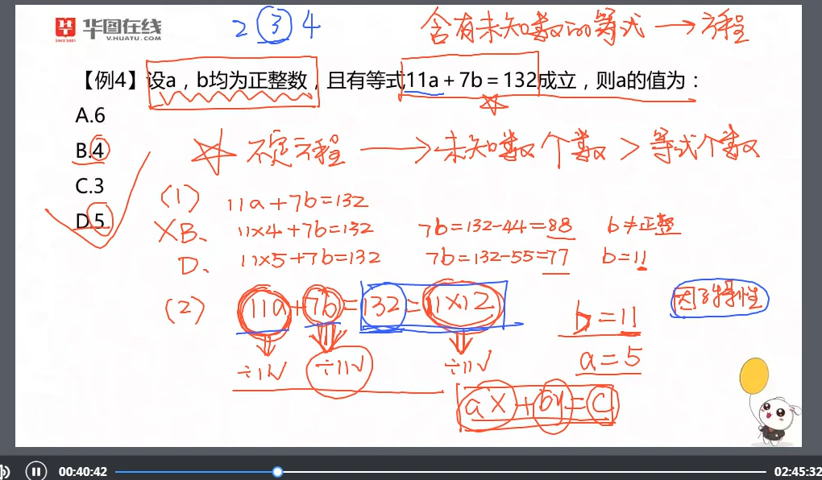 华图在线
V.HUATU.COM
2 3 4
含有未知数的等式→方程
【例4】设a,b均为正整数,且有等式11a+7b=132成立,则a的值为:
A.6
B.4
C.3
D.5
不定方程→未知数个数>等式个数
(1) 11a+7b=132
×B、 11×4+7b=132 7b=132-44=88 b≠正整
D、 11×5+7b=132 7b=132-55=77 b=11
(2) 11a+7b=132=11×12
因子特性
b=11
a=5
÷11√ ÷11√ ÷11√
ax+by=c
00:40:42
02:45:32